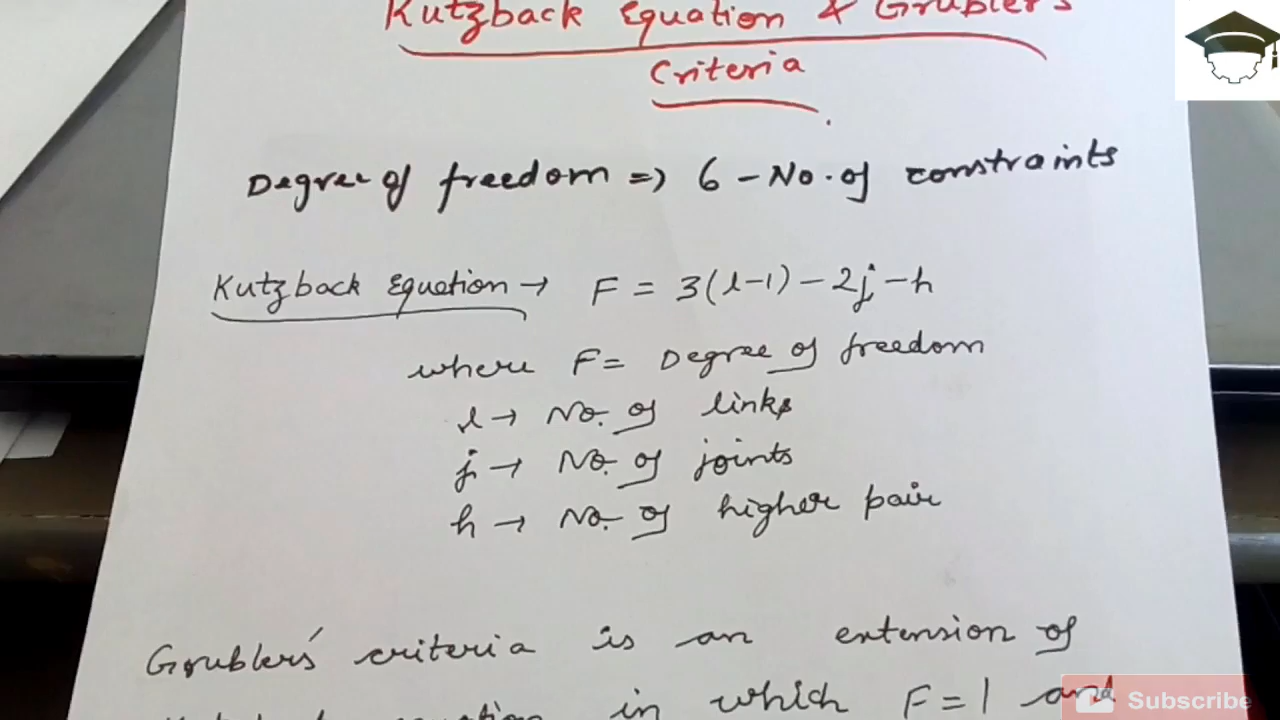 Kutzback Equation & Grubler's
Criteria
Degree of freedom => 6 - No. of constraints
Kutzback Equation → F = 3(l-1) - 2j - h
where F = Degree of freedom
l → No. of links
j → No. of joints
h → No. of higher pair
Grubler's criteria is an extension of
equation in which F = 1 and
Subscribe